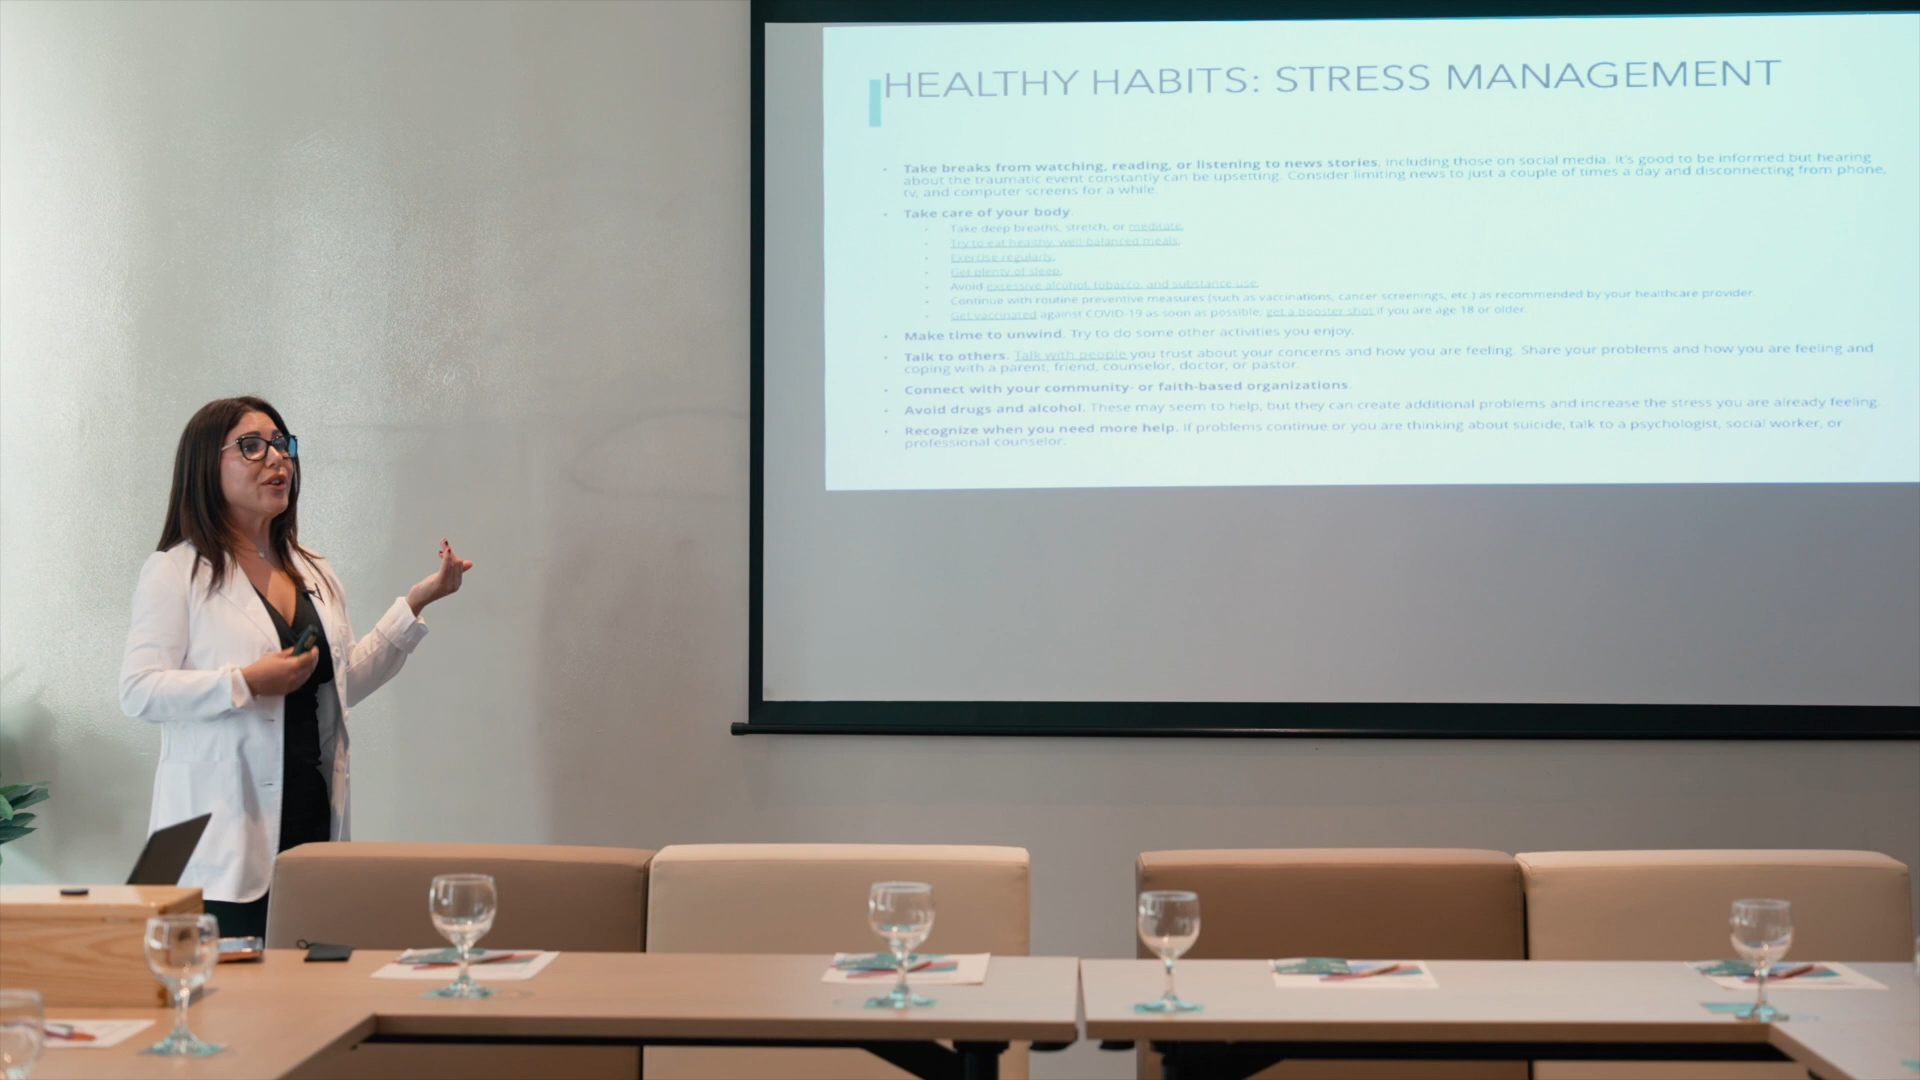 HEALTHY HABITS: STRESS MANAGEMENT
• Take breaks from watching, reading, or listening to news stories, including those on social media. It's good to be informed but hearing
about the traumatic event constantly can be upsetting. Consider limiting news to just a couple of times a day and disconnecting from phone,
tv, and computer screens for a while.
• Take care of your body.
• Take deep breaths, stretch, or meditate.
• Try to eat healthy, well-balanced meals.
• Exercise regularly.
• Get plenty of sleep.
• Avoid excessive alcohol, tobacco, and substance use.
• Continue with routine preventive measures (such as vaccinations, cancer screenings, etc.) as recommended by your healthcare provider.
• Get vaccinated against COVID-19 as soon as possible; get a booster shot if you are age 18 or older.
• Make time to unwind. Try to do some other activities you enjoy.
• Talk to others. Talk with people you trust about your concerns and how you are feeling. Share your problems and how you are feeling and
coping with a parent, friend, counselor, doctor, or pastor.
• Connect with your community- or faith-based organizations.
• Avoid drugs and alcohol. These may seem to help, but they can create additional problems and increase the stress you are already feeling.
• Recognize when you need more help. If problems continue or you are thinking about suicide, talk to a psychologist, social worker, or
professional counselor.